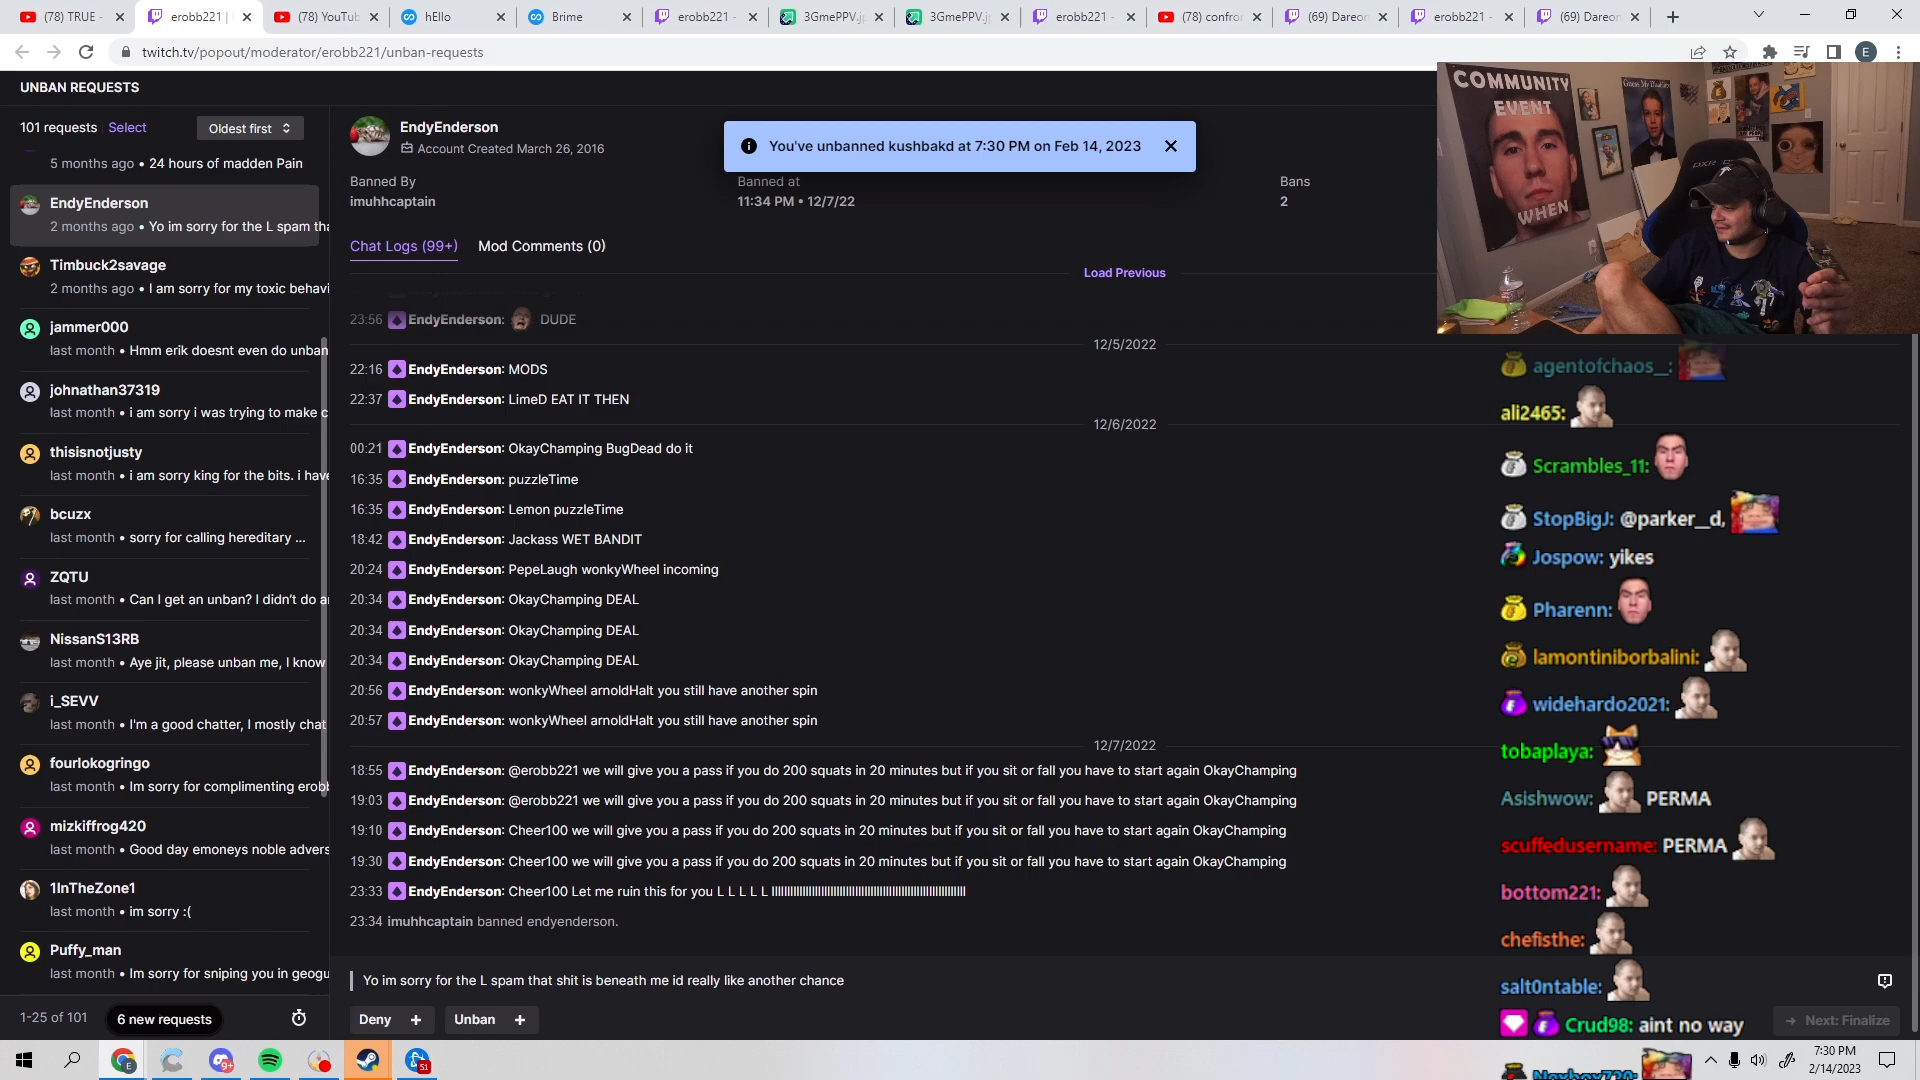 (78) TRUE -
erobb221 |
(78) YouTub
hEllo
Brime
erobb221 -
3GmePPV.j
3GmePPV.j
erobb221 -
(78) confror
(69) Dareon
erobb221 -
(69) Dareon
twitch.tv/popout/moderator/erobb221/unban-requests
E
UNBAN REQUESTS
101 requests
Select
Oldest first
5 months ago • 24 hours of madden Pain
EndyEnderson
2 months ago • Yo im sorry for the L spam tha
Timbuck2savage
2 months ago • I am sorry for my toxic behavi
jammer000
last month • Hmm erik doesnt even do unban
johnathan37319
last month • i am sorry i was trying to make c
thisisnotjusty
last month • i am sorry king for the bits. i have
bcuzx
last month • sorry for calling hereditary ...
ZQTU
last month • Can I get an unban? I didn't do a
NissanS13RB
last month • Aye jit, please unban me, I know
i_SEVV
last month • I'm a good chatter, I mostly chat
fourlokogringo
last month • Im sorry for complimenting erobb
mizkiffrog420
last month • Good day emoneys noble advers
1InTheZone1
last month • im sorry :(
Puffy_man
last month • Im sorry for sniping you in geogu
1-25 of 101
6 new requests
EndyEnderson
Account Created March 26, 2016
You've unbanned kushbakd at 7:30 PM on Feb 14, 2023
Banned By
imuhhcaptain
Banned at
11:34 PM • 12/7/22
Bans
2
Chat Logs (99+)
Mod Comments (0)
Load Previous
23:56 EndyEnderson: DUDE
12/5/2022
22:16 EndyEnderson: MODS
22:37 EndyEnderson: LimeD EAT IT THEN
12/6/2022
00:21 EndyEnderson: OkayChamping BugDead do it
16:35 EndyEnderson: puzzleTime
16:35 EndyEnderson: Lemon puzzleTime
18:42 EndyEnderson: Jackass WET BANDIT
20:24 EndyEnderson: PepeLaugh wonkyWheel incoming
20:34 EndyEnderson: OkayChamping DEAL
20:34 EndyEnderson: OkayChamping DEAL
20:34 EndyEnderson: OkayChamping DEAL
20:56 EndyEnderson: wonkyWheel arnoldHalt you still have another spin
20:57 EndyEnderson: wonkyWheel arnoldHalt you still have another spin
12/7/2022
18:55 EndyEnderson: @erobb221 we will give you a pass if you do 200 squats in 20 minutes but if you sit or fall you have to start again OkayChamping
19:03 EndyEnderson: @erobb221 we will give you a pass if you do 200 squats in 20 minutes but if you sit or fall you have to start again OkayChamping
19:10 EndyEnderson: Cheer100 we will give you a pass if you do 200 squats in 20 minutes but if you sit or fall you have to start again OkayChamping
19:30 EndyEnderson: Cheer100 we will give you a pass if you do 200 squats in 20 minutes but if you sit or fall you have to start again OkayChamping
23:33 EndyEnderson: Cheer100 Let me ruin this for you L L L L L
23:34 imuhhcaptain banned endyenderson.
Yo im sorry for the L spam that shit is beneath me id really like another chance
Deny +
Unban +
Next: Finalize
COMMUNITY
EVENT
WHEN
agentofchaos__:
ali2465:
Scrambles_11:
StopBigJ: @parker__d,
Jospow: yikes
Pharenn:
lamontiniborbalini:
widehardo2021:
tobaplaya:
Asishwow: PERMA
scuffedusername: PERMA
bottom221:
chefisthe:
salt0ntable:
Crud98: aint no way
9+
51
7:30 PM
2/14/2023